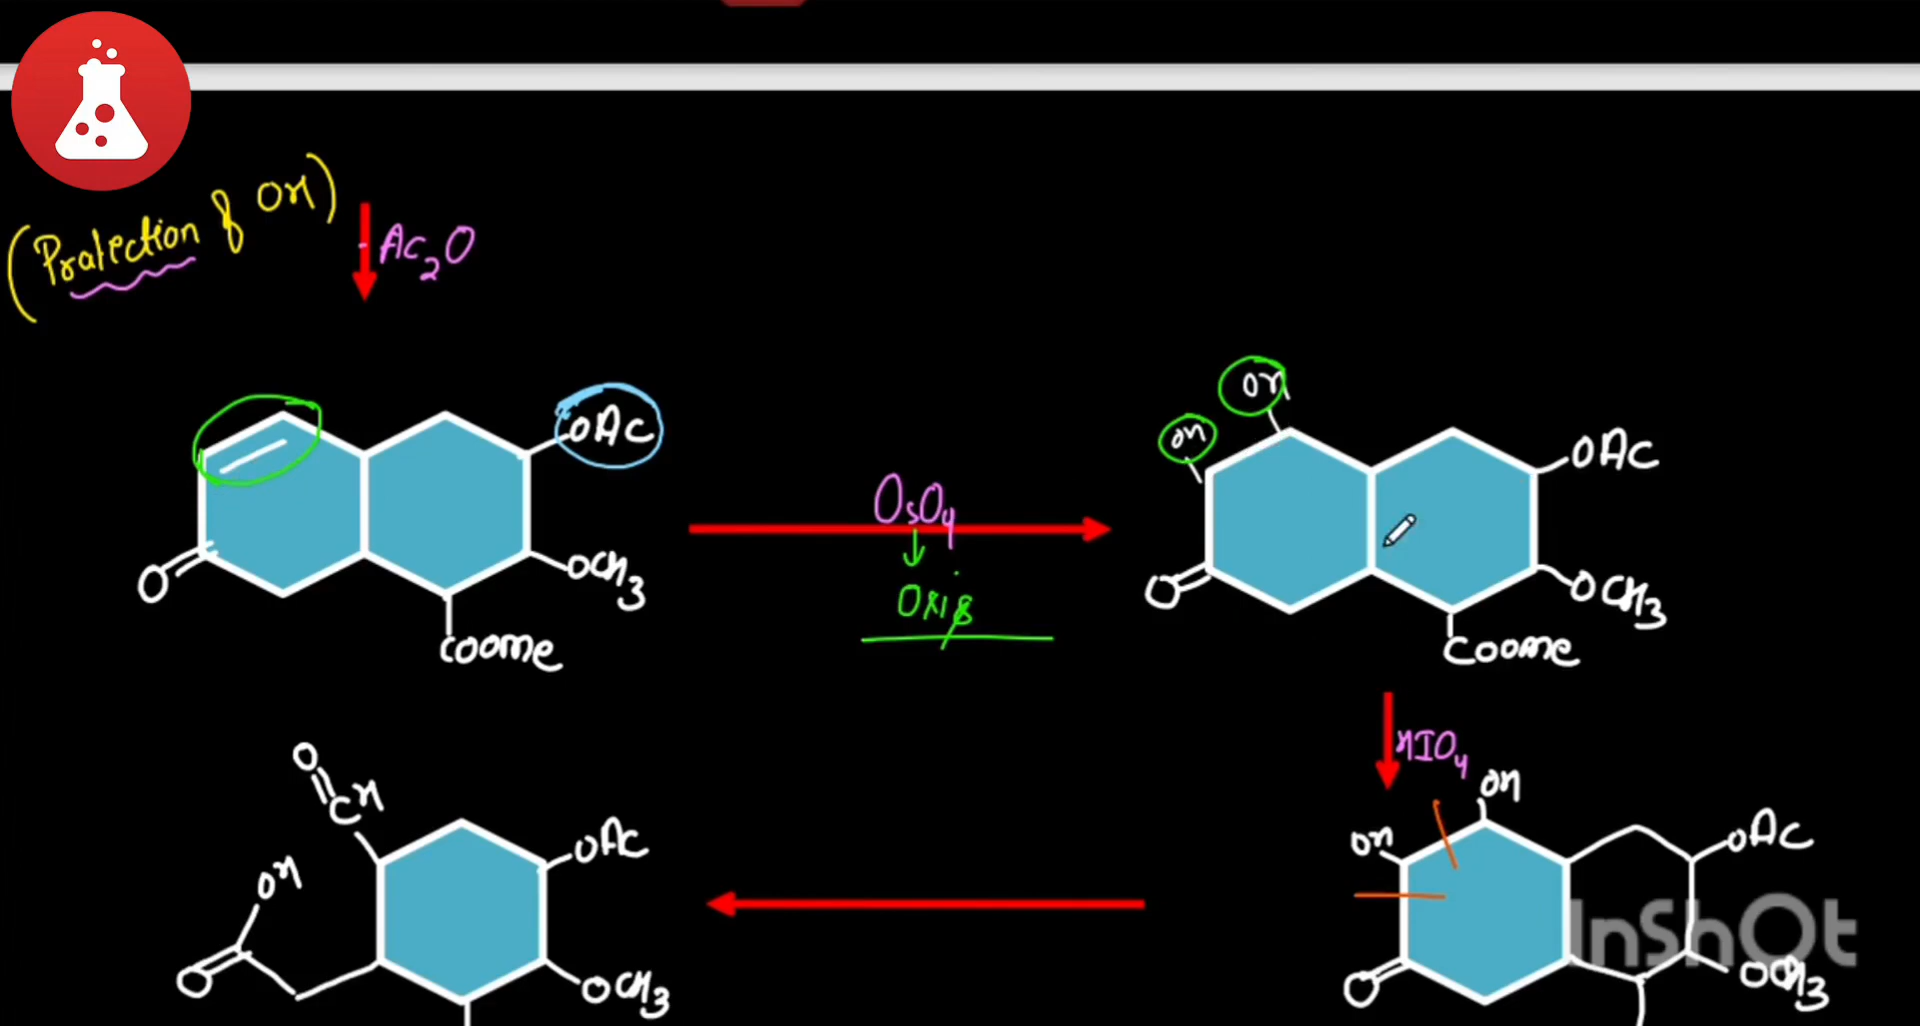 (Protection of OH)
Ac2O
OAc
O
OCH3
COOMe
OsO4
OH
OH
OAc
O
OCH3
COOMe
HIO4
OH
OH
OAc
O
OCH3
O
CH
OAc
OH
O
OCH3
InShOt